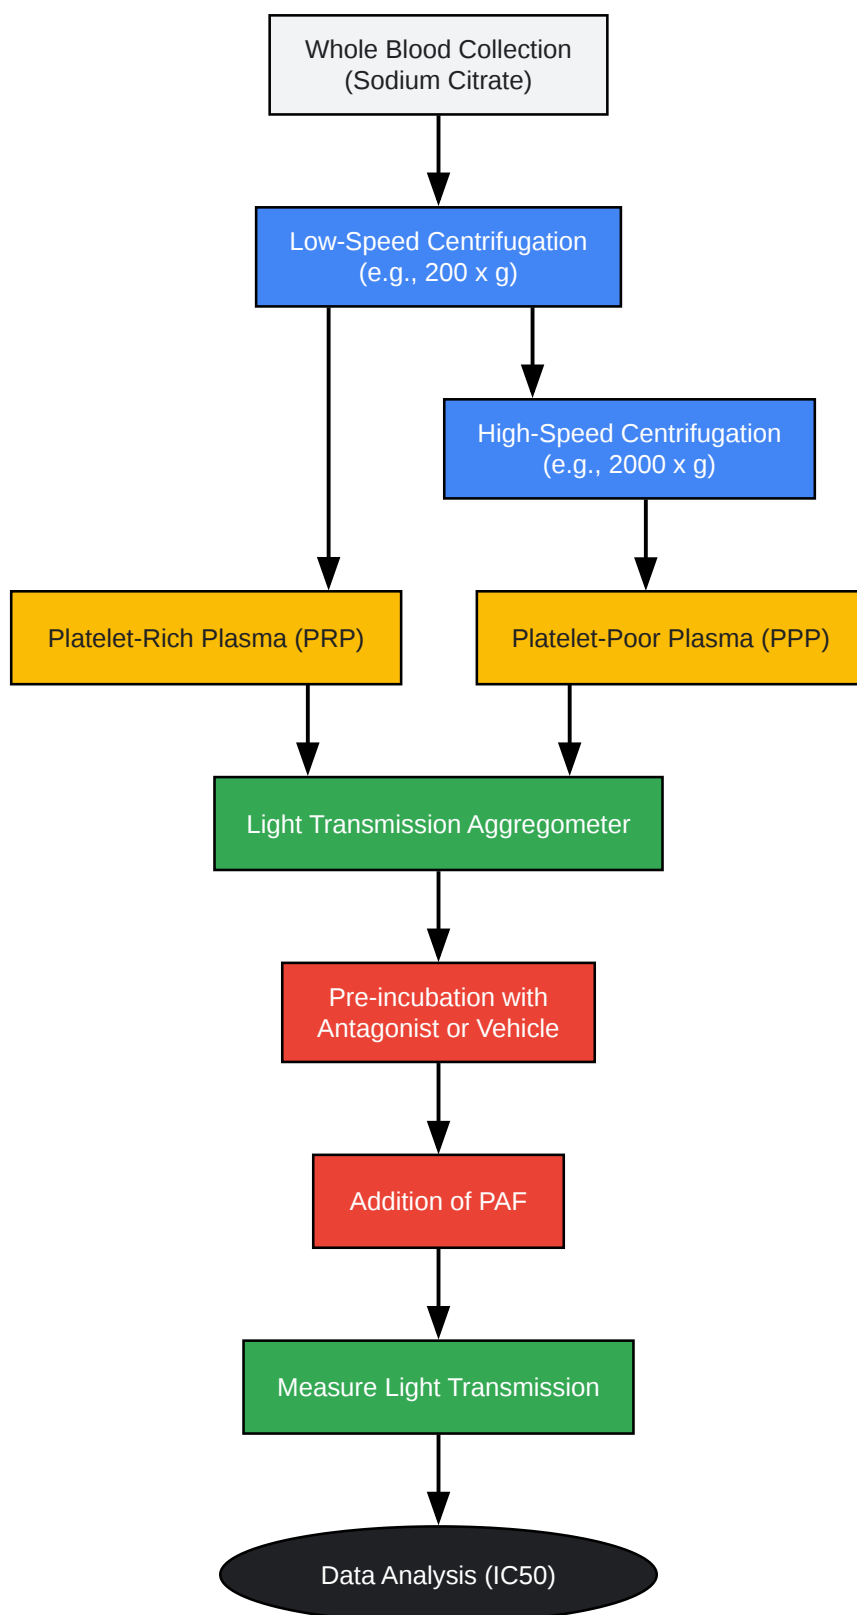 Whole Blood Collection
(Sodium Citrate)
Low-Speed Centrifugation
(e.g., 200 x g)
High-Speed Centrifugation
(e.g., 2000 x g)
Platelet-Rich Plasma (PRP)
Platelet-Poor Plasma (PPP)
Light Transmission Aggregometer
Pre-incubation with
Antagonist or Vehicle
Addition of PAF
Measure Light Transmission
Data Analysis (IC50)